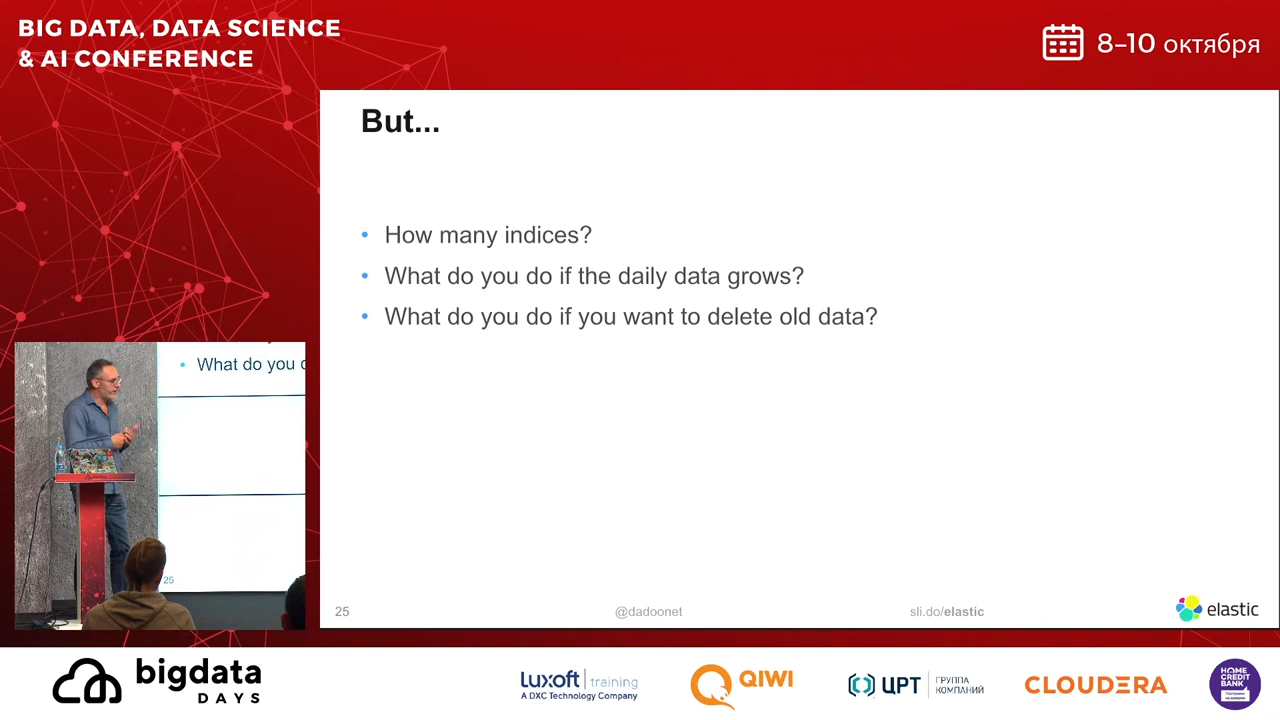 BIG DATA, DATA SCIENCE
& AI CONFERENCE
8–10 октября
But...
• How many indices?
• What do you do if the daily data grows?
• What do you do if you want to delete old data?
• What do you
25
25
@dadoonet
sli.do/elastic
elastic
bigdata
DAYS
Luxoft training
A DXC Technology Company
QIWI
ЦРТ ГРУППА
КОМПАНИЙ
CLOUDERA
HOME
CREDIT
BANK